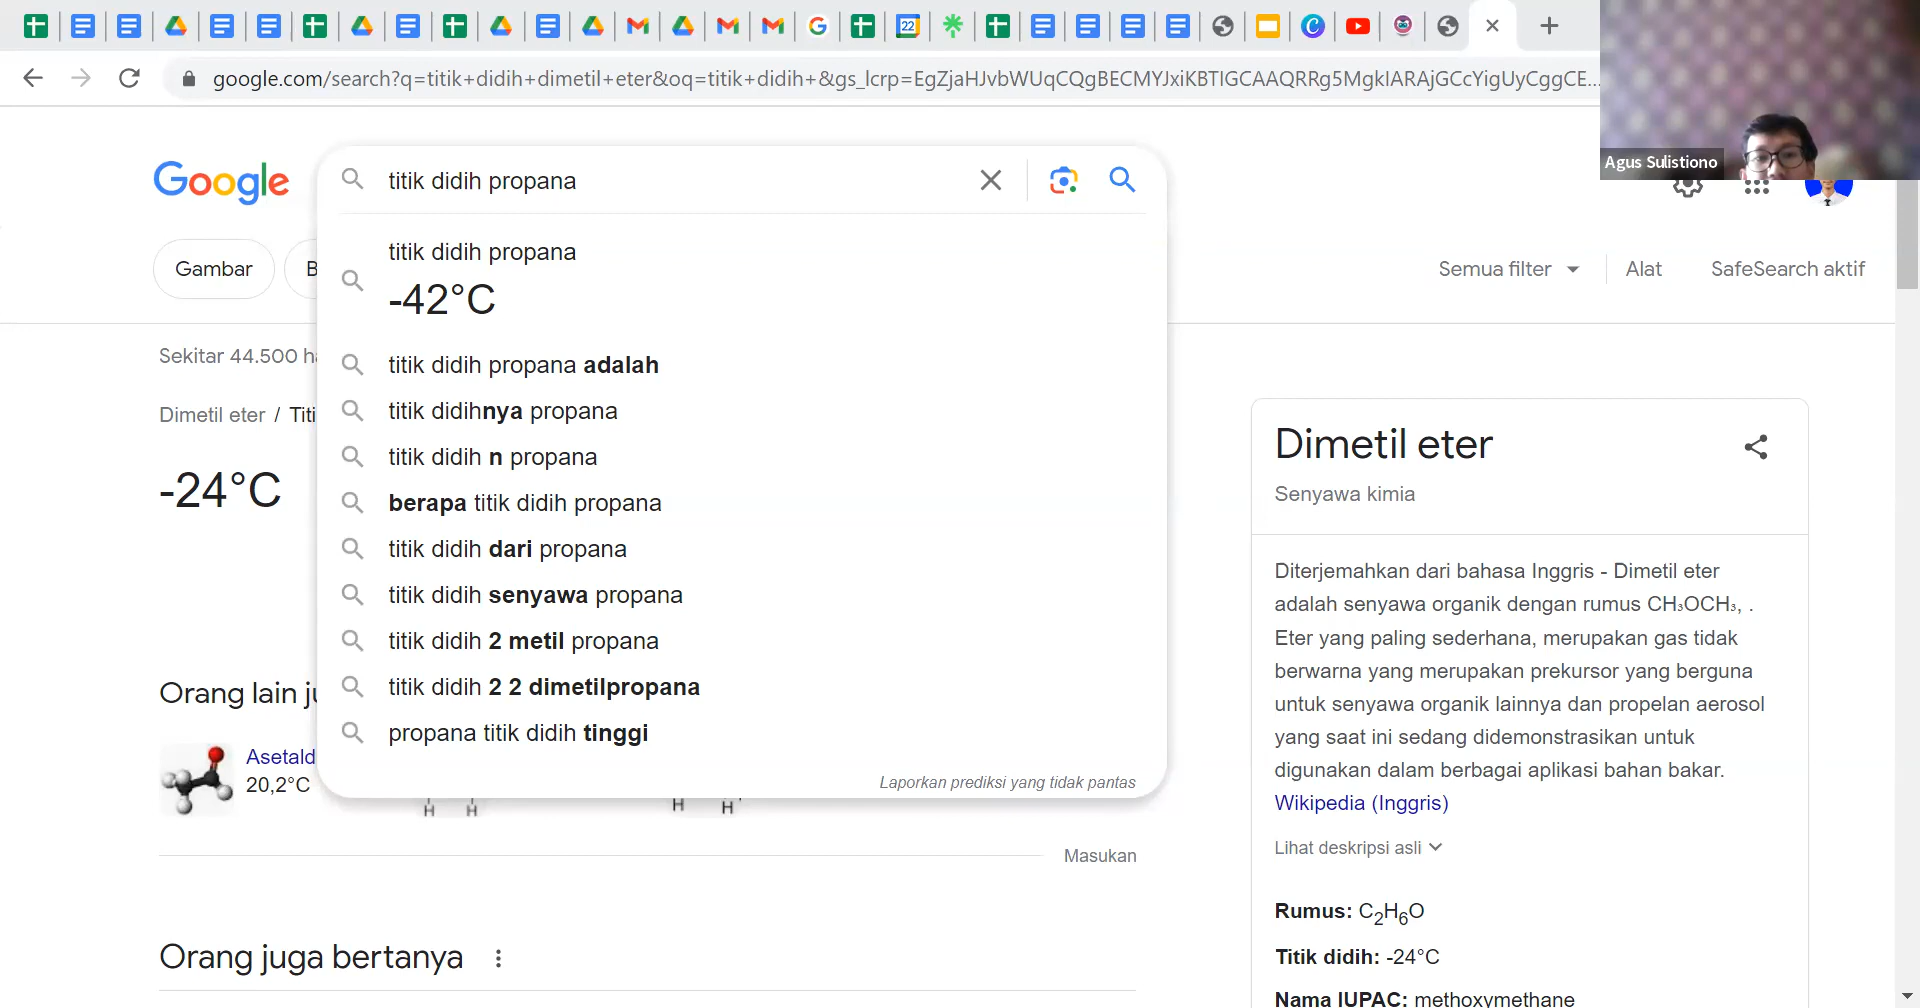 22
google.com/search?q=titik+didih+dimetil+eter&oq=titik+didih+&gs_lcrp=EgZjaHJvbWUqCQgBECMYJxiKBTIGCAAQRRg5MgkIARAjGCcYigUyCggCE...
Agus Sulistiono
Google
titik didih propana
titik didih propana
-42°C
titik didih propana adalah
titik didihnya propana
titik didih n propana
berapa titik didih propana
titik didih dari propana
titik didih senyawa propana
titik didih 2 metil propana
titik didih 2 2 dimetilpropana
propana titik didih tinggi
Laporkan prediksi yang tidak pantas
Gambar
B
Semua filter
Alat
SafeSearch aktif
Sekitar 44.500 ha
Dimetil eter / Titi
-24°C
Orang lain ju
Asetald
20,2°C
H H H H
Masukan
Orang juga bertanya
Dimetil eter
Senyawa kimia
Diterjemahkan dari bahasa Inggris - Dimetil eter
adalah senyawa organik dengan rumus CH₃OCH₃, .
Eter yang paling sederhana, merupakan gas tidak
berwarna yang merupakan prekursor yang berguna
untuk senyawa organik lainnya dan propelan aerosol
yang saat ini sedang didemonstrasikan untuk
digunakan dalam berbagai aplikasi bahan bakar.
Wikipedia (Inggris)
Lihat deskripsi asli
Rumus: C₂H₆O
Titik didih: -24°C
Nama IUPAC: methoxymethane